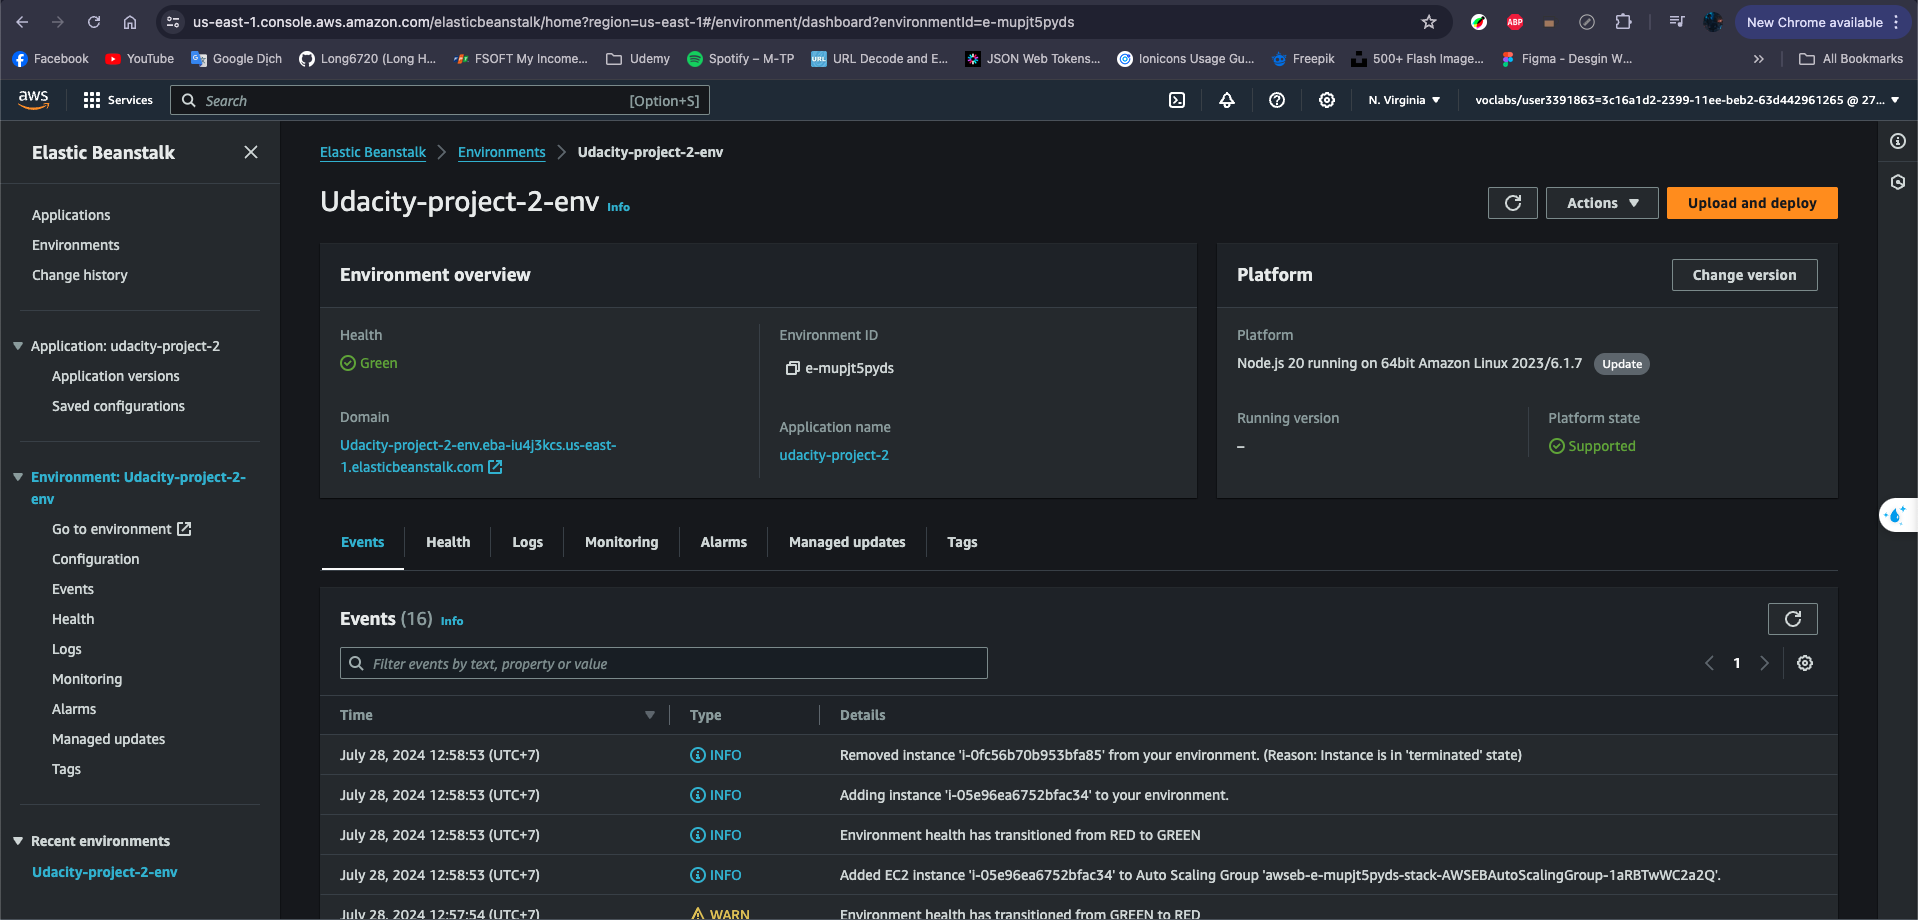 us-east-1.console.aws.amazon.com/elasticbeanstalk/home?region=us-east-1#/environment/dashboard?environmentId=e-mupjt5pyds
ABP
New Chrome available
Facebook
YouTube
Google Dịch
Long6720 (Long H...
FSOFT My Income...
Udemy
Spotify – M-TP
URL
URL Decode and E...
JSON Web Tokens...
Ionicons Usage Gu...
Freepik
500+ Flash Image...
Figma - Desgin W...
All Bookmarks
aws
Services
Search
[Option+S]
N. Virginia
voclabs/user3391863=3c16a1d2-2399-11ee-beb2-63d442961265 @ 27...
Elastic Beanstalk
Applications
Environments
Change history
Application: udacity-project-2
Application versions
Saved configurations
Environment: Udacity-project-2-
env
Go to environment
Configuration
Events
Health
Logs
Monitoring
Alarms
Managed updates
Tags
Recent environments
Udacity-project-2-env
Elastic Beanstalk
Environments
Udacity-project-2-env
Udacity-project-2-env Info
Actions
Upload and deploy
Environment overview
Health
Green
Domain
Udacity-project-2-env.eba-iu4j3kcs.us-east-
1.elasticbeanstalk.com
Environment ID
e-mupjt5pyds
Application name
udacity-project-2
Platform
Change version
Platform
Node.js 20 running on 64bit Amazon Linux 2023/6.1.7 Update
Running version
–
Platform state
Supported
Events
Health
Logs
Monitoring
Alarms
Managed updates
Tags
Events (16) Info
Filter events by text, property or value
1
Time Type Details
July 28, 2024 12:58:53 (UTC+7) INFO Removed instance 'i-0fc56b70b953bfa85' from your environment. (Reason: Instance is in 'terminated' state)
July 28, 2024 12:58:53 (UTC+7) INFO Adding instance 'i-05e96ea6752bfac34' to your environment.
July 28, 2024 12:58:53 (UTC+7) INFO Environment health has transitioned from RED to GREEN
July 28, 2024 12:58:53 (UTC+7) INFO Added EC2 instance 'i-05e96ea6752bfac34' to Auto Scaling Group 'awseb-e-mupjt5pyds-stack-AWSEBAutoScalingGroup-1aRBTwWC2a2Q'.
July 28, 2024 12:57:54 (UTC+7) WARN Environment health has transitioned from GREEN to RED